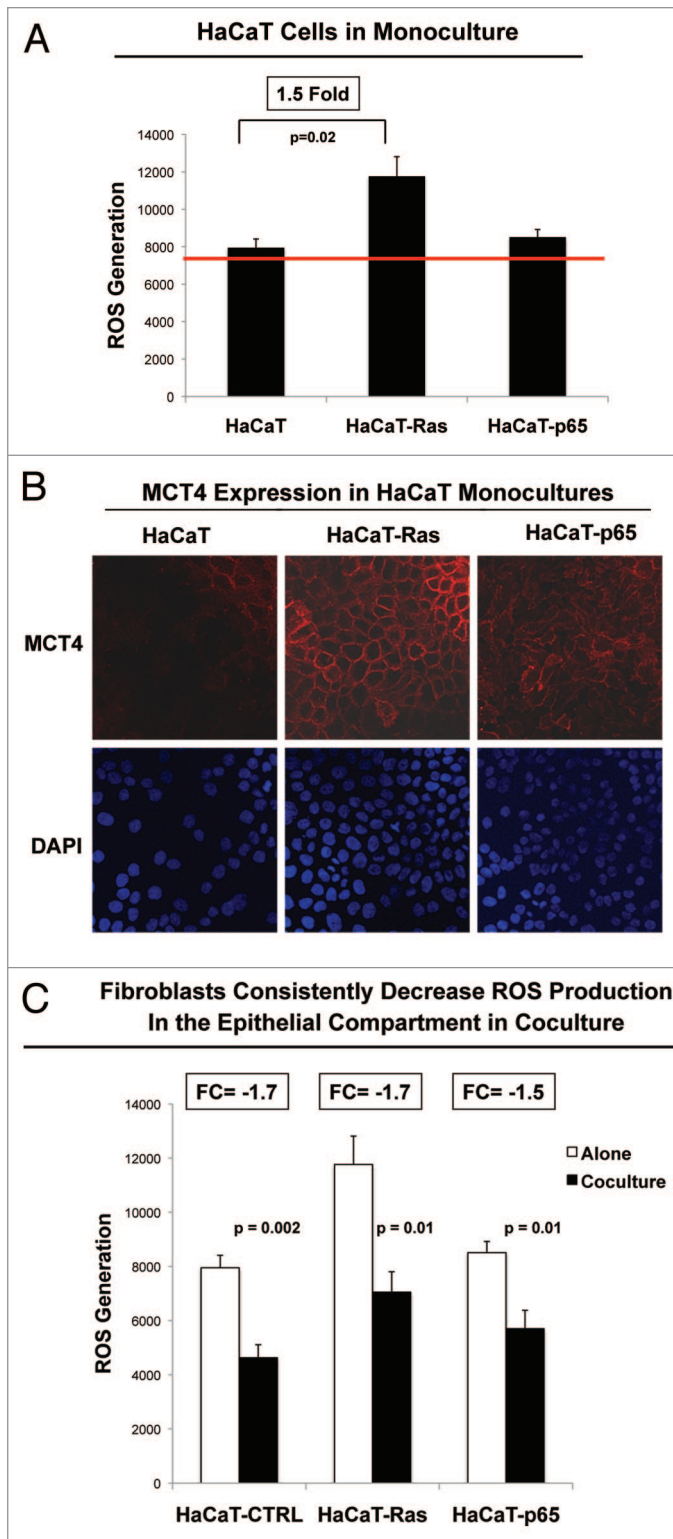 A
HaCaT Cells in Monoculture
1.5 Fold
p=0.02
14000
12000
10000
8000
6000
4000
2000
0
ROS Generation
HaCaT HaCaT-Ras HaCaT-p65
B
MCT4 Expression in HaCaT Monocultures
HaCaT HaCaT-Ras HaCaT-p65
MCT4
DAPI
C
Fibroblasts Consistently Decrease ROS Production
In the Epithelial Compartment in Coculture
FC= -1.7 FC= -1.7 FC= -1.5
14000
12000
10000
8000
6000
4000
2000
0
ROS Generation
Alone
Coculture
p = 0.002 p = 0.01 p = 0.01
HaCaT-CTRL HaCaT-Ras HaCaT-p65